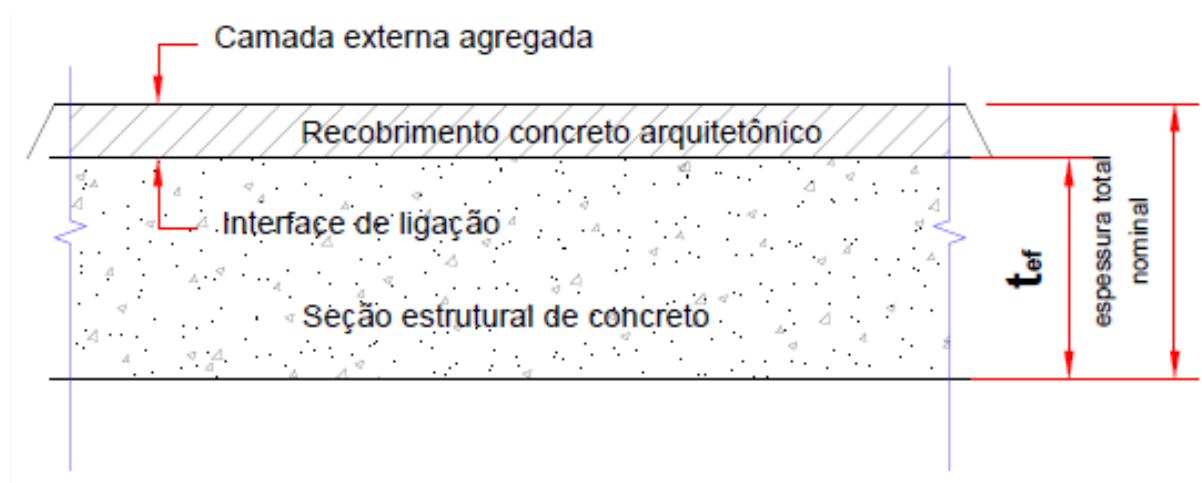 Camada externa agregada
Recobrimento concreto arquitetônico
Interface de ligação
Seção estrutural de concreto
tef
espessura total
nominal